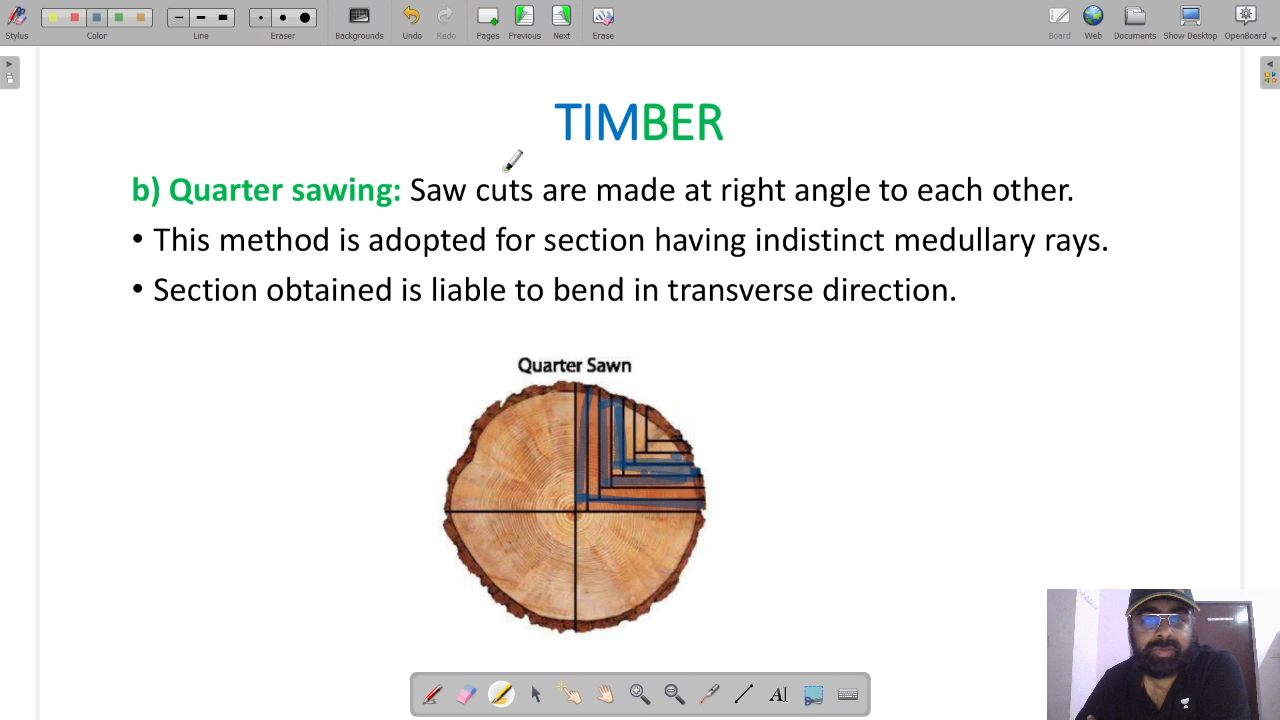 Stylus
Color
Line
Eraser
Backgrounds
Undo
Redo
Pages
Previous
Next
Erase
Board
Web
Documents
Show Desktop
OpenBoard
TIMBER
b) Quarter sawing: Saw cuts are made at right angle to each other.
• This method is adopted for section having indistinct medullary rays.
• Section obtained is liable to bend in transverse direction.
Quarter Sawn
AI